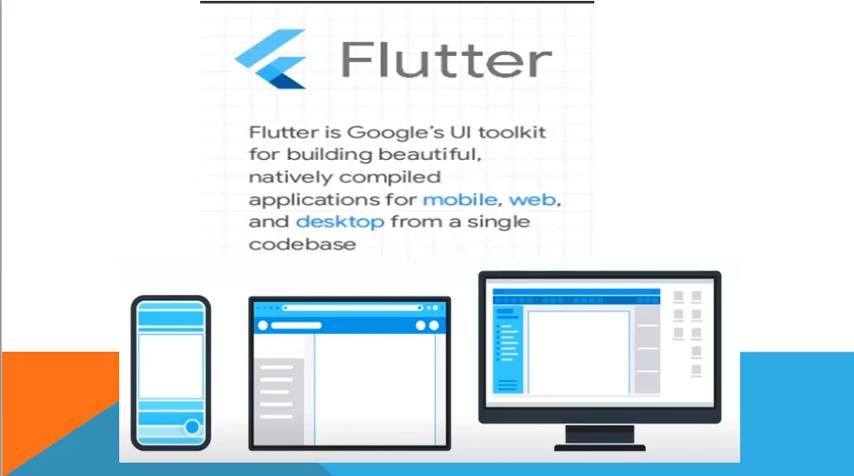 Flutter
Flutter is Google's UI toolkit
for building beautiful,
natively compiled
applications for mobile, web,
and desktop from a single
codebase